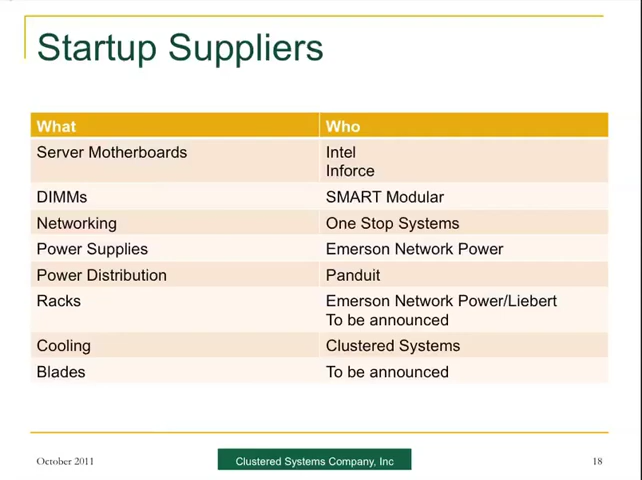 Startup Suppliers
What Who
Server Motherboards Intel
Inforce
DIMMs SMART Modular
Networking One Stop Systems
Power Supplies Emerson Network Power
Power Distribution Panduit
Racks Emerson Network Power/Liebert
To be announced
Cooling Clustered Systems
Blades To be announced
October 2011 Clustered Systems Company, Inc 18